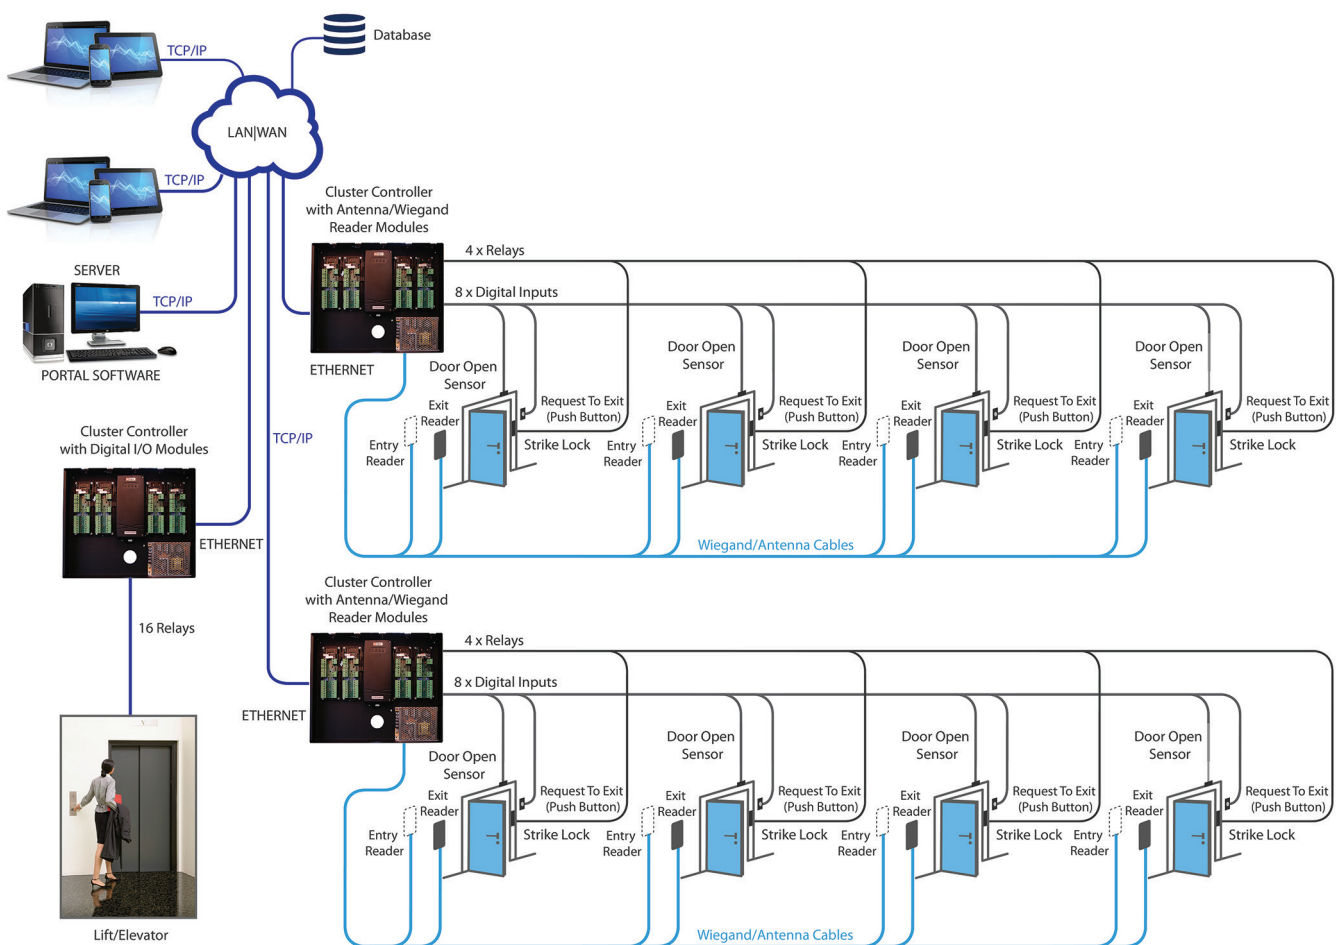 Database
TCP/IP
LAN|WAN
TCP/IP
SERVER
TCP/IP
PORTAL SOFTWARE
Cluster Controller
with Digital I/O Modules
ETHERNET
16 Relays
Lift/Elevator
TCP/IP
Cluster Controller
with Antenna/Wiegand
Reader Modules
ETHERNET
4 x Relays
8 x Digital Inputs
Door Open
Sensor
Exit
Reader
Entry
Reader
Request To Exit
(Push Button)
Strike Lock
Door Open
Sensor
Exit
Reader
Entry
Reader
Request To Exit
(Push Button)
Strike Lock
Door Open
Sensor
Exit
Reader
Entry
Reader
Request To Exit
(Push Button)
Strike Lock
Door Open
Sensor
Exit
Reader
Entry
Reader
Request To Exit
(Push Button)
Strike Lock
Wiegand/Antenna Cables
Cluster Controller
with Antenna/Wiegand
Reader Modules
ETHERNET
4 x Relays
8 x Digital Inputs
Door Open
Sensor
Exit
Reader
Entry
Reader
Request To Exit
(Push Button)
Strike Lock
Door Open
Sensor
Exit
Reader
Entry
Reader
Request To Exit
(Push Button)
Strike Lock
Door Open
Sensor
Exit
Reader
Entry
Reader
Request To Exit
(Push Button)
Strike Lock
Door Open
Sensor
Exit
Reader
Entry
Reader
Request To Exit
(Push Button)
Strike Lock
Wiegand/Antenna Cables